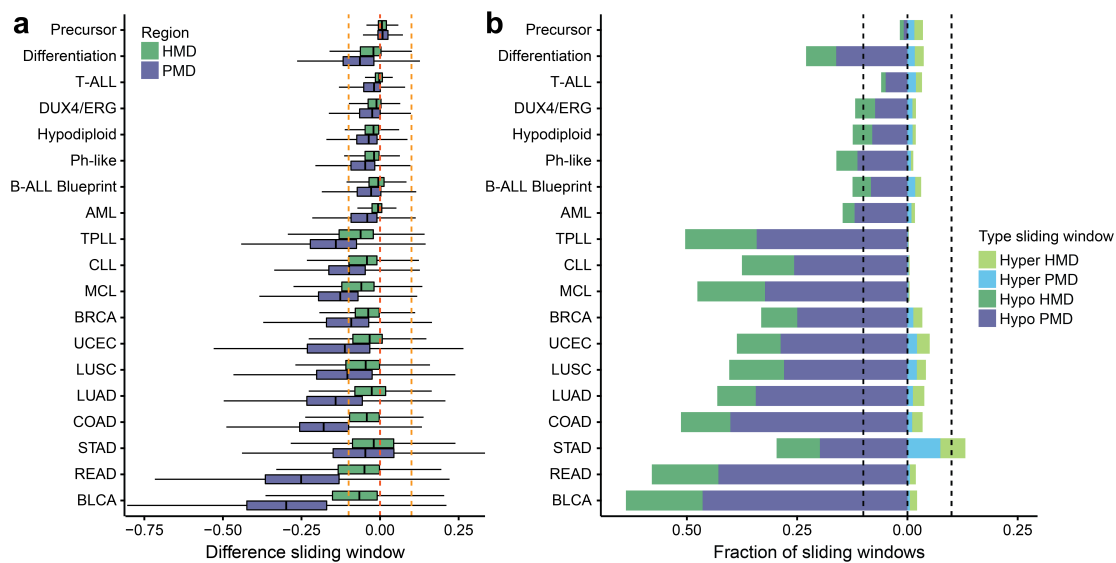 a
Region
HMD
PMD
Precursor
Differentiation
T-ALL
DUX4/ERG
Hypodiploid
Ph-like
B-ALL Blueprint
AML
TPLL
CLL
MCL
BRCA
UCEC
LUSC
LUAD
COAD
STAD
READ
BLCA
−0.75 −0.50 −0.25 0.00 0.25
Difference sliding window
b
Precursor
Differentiation
T-ALL
DUX4/ERG
Hypodiploid
Ph-like
B-ALL Blueprint
AML
TPLL
CLL
MCL
BRCA
UCEC
LUSC
LUAD
COAD
STAD
READ
BLCA
0.50 0.25 0.00 0.25
Fraction of sliding windows
Type sliding window
Hyper HMD
Hyper PMD
Hypo HMD
Hypo PMD